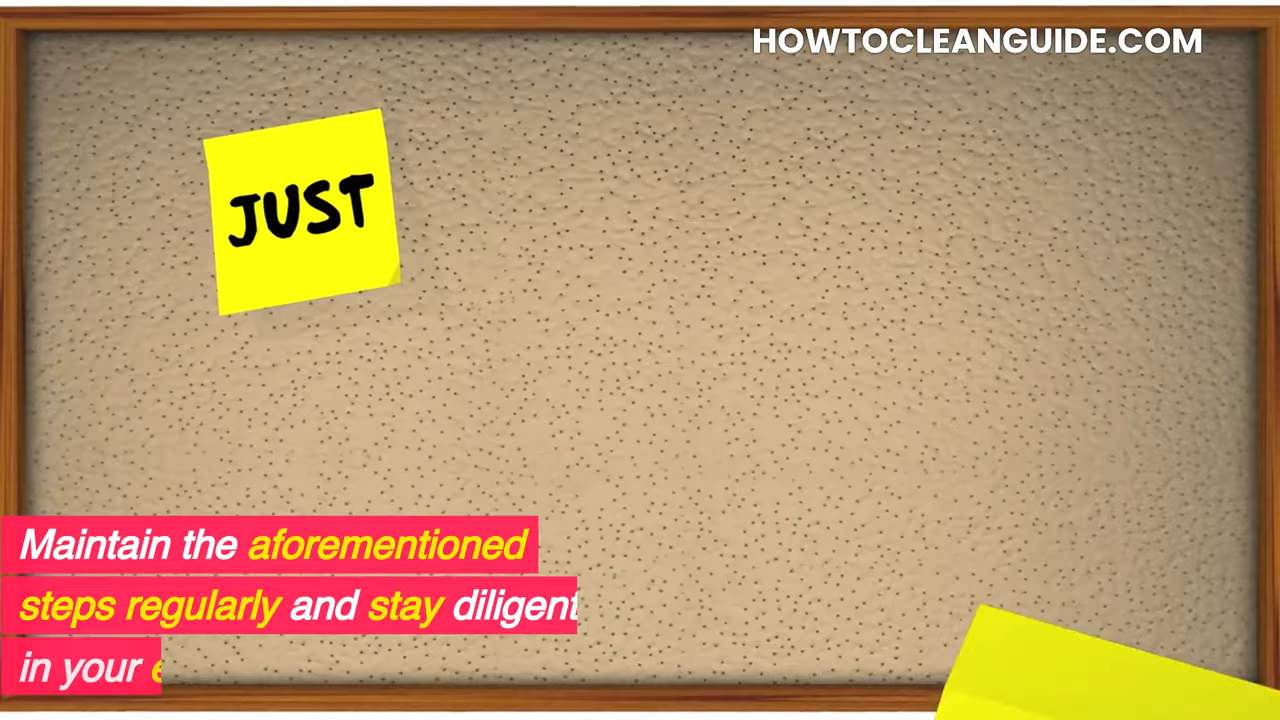 HOWTOCLEANGUIDE.COM
JUST
Maintain the aforementioned
steps regularly and stay diligent
in your